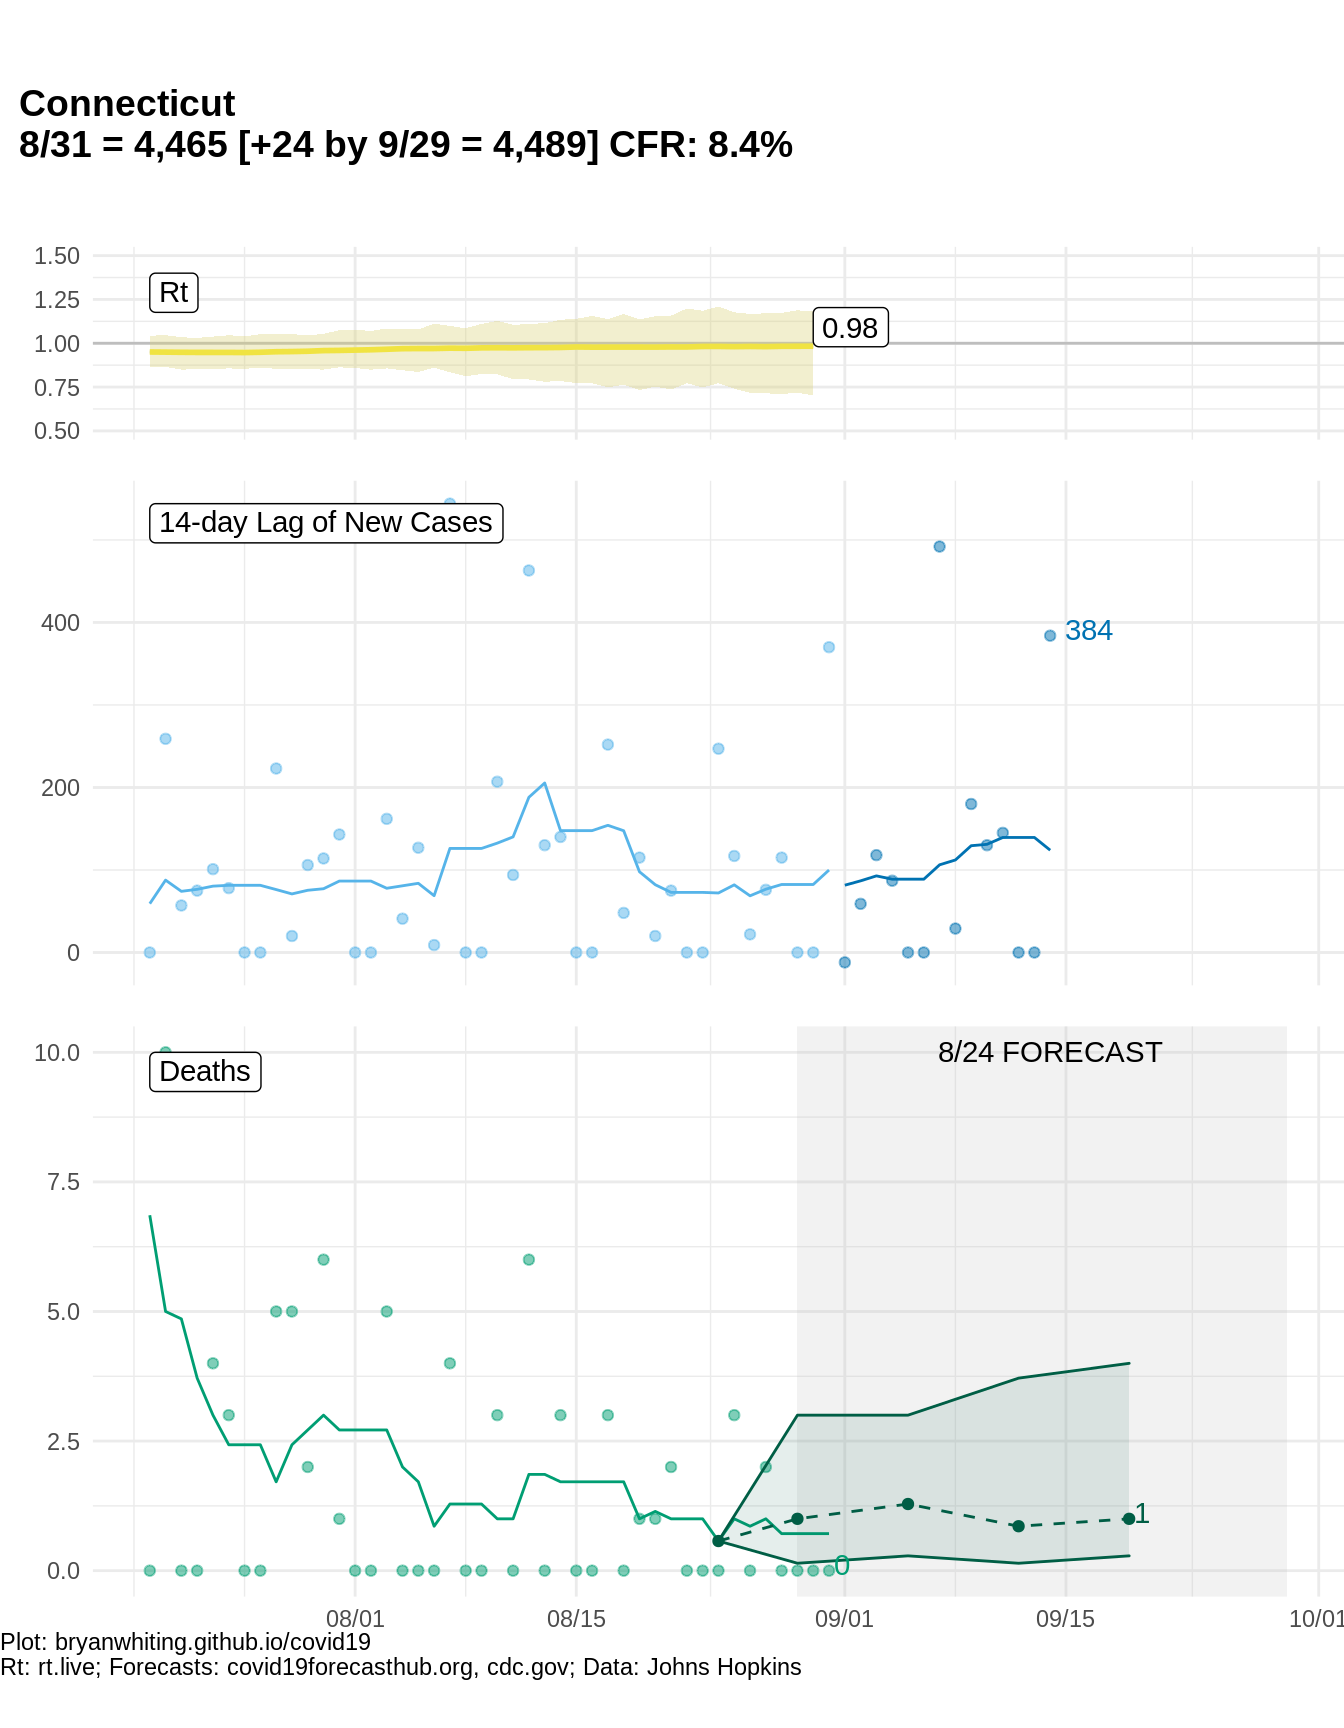 Connecticut
8/31 = 4,465 [+24 by 9/29 = 4,489] CFR: 8.4%
1.50
1.25
1.00
0.75
0.50
Rt
0.98
14-day Lag of New Cases
400
200
0
384
10.0
7.5
5.0
2.5
0.0
Deaths
8/24 FORECAST
1
0
08/01
08/15
09/01
09/15
10/01
Plot: bryanwhiting.github.io/covid19
Rt: rt.live; Forecasts: covid19forecasthub.org, cdc.gov; Data: Johns Hopkins